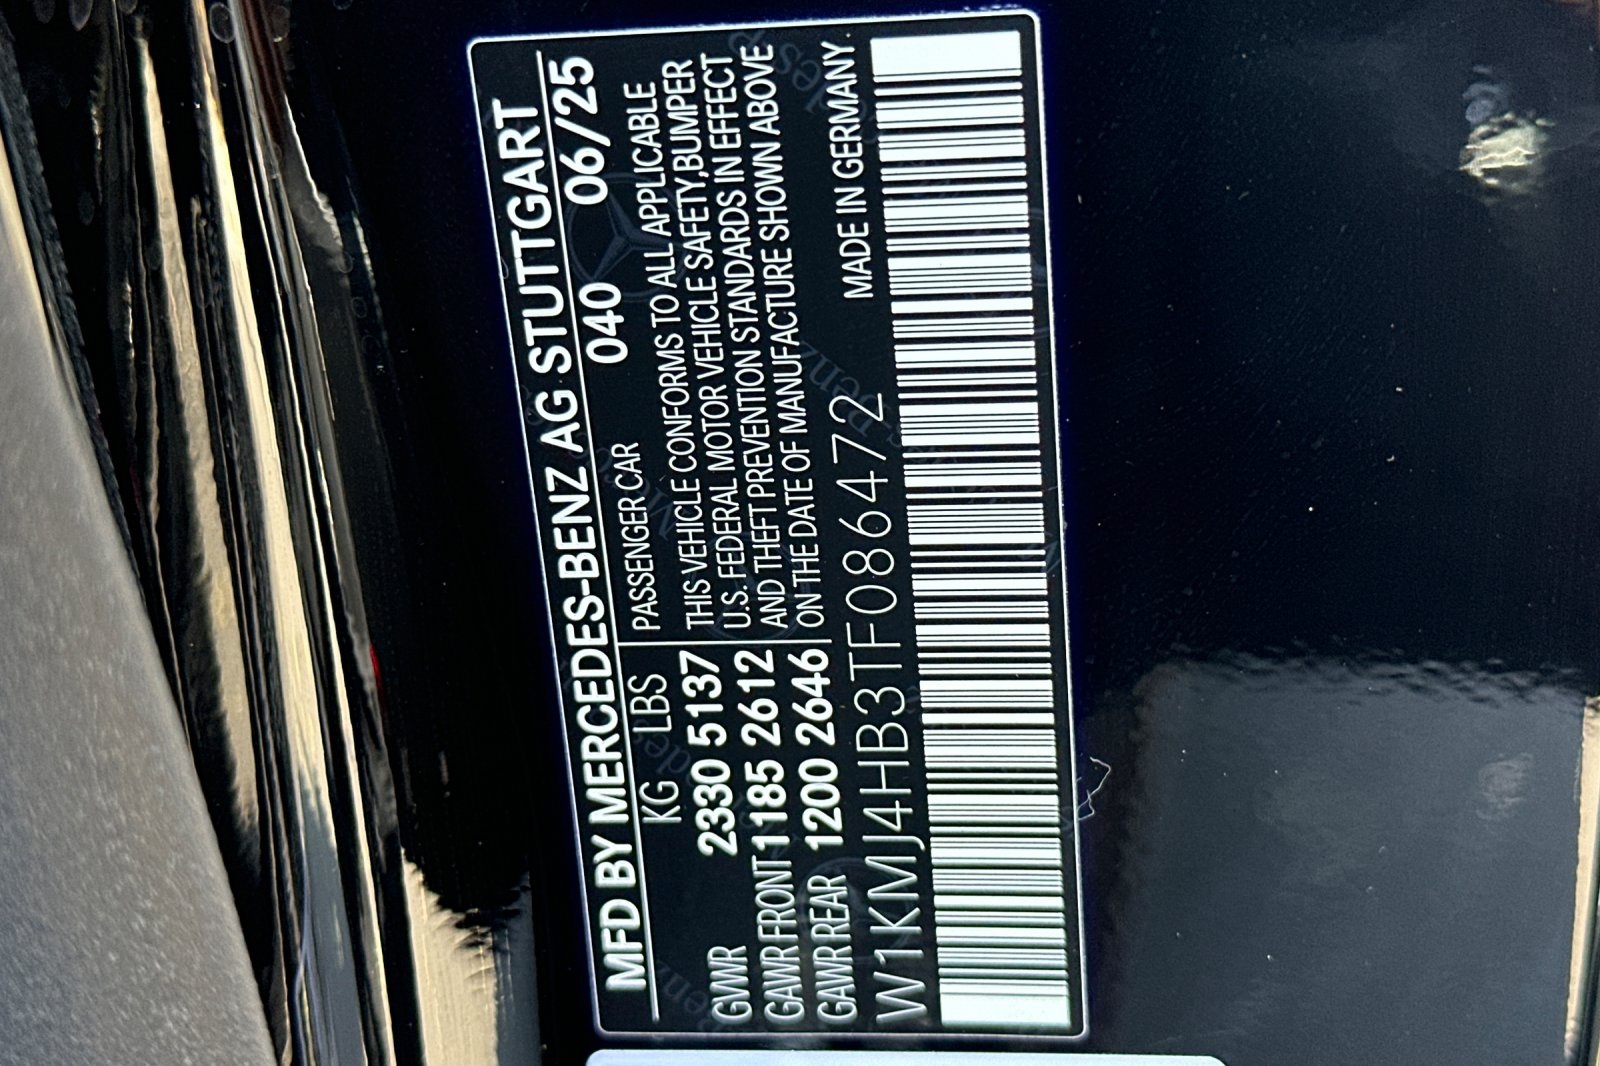 MFD BY MERCEDES-BENZ AG STUTTGART
KG LBS 040 06/25
PASSENGER CAR
GWWR 2330 5137 THIS VEHICLE CONFORMS TO ALL APPLICABLE
U.S. FEDERAL MOTOR VEHICLE SAFETY,BUMPER
GAWR FRONT 1185 2612 AND THEFT PREVENTION STANDARDS IN EFFECT
GAWR REAR 1200 2646 ON THE DATE OF MANUFACTURE SHOWN ABOVE
MADE IN GERMANY.
W1KMJ4HB3TF086472